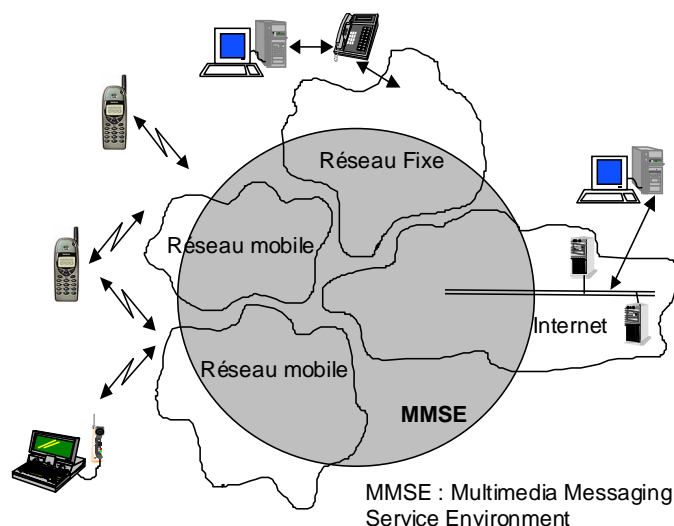 Réseau Fixe
Réseau mobile
Internet
Réseau mobile
MMSE
MMSE : Multimedia Messaging
Service Environment